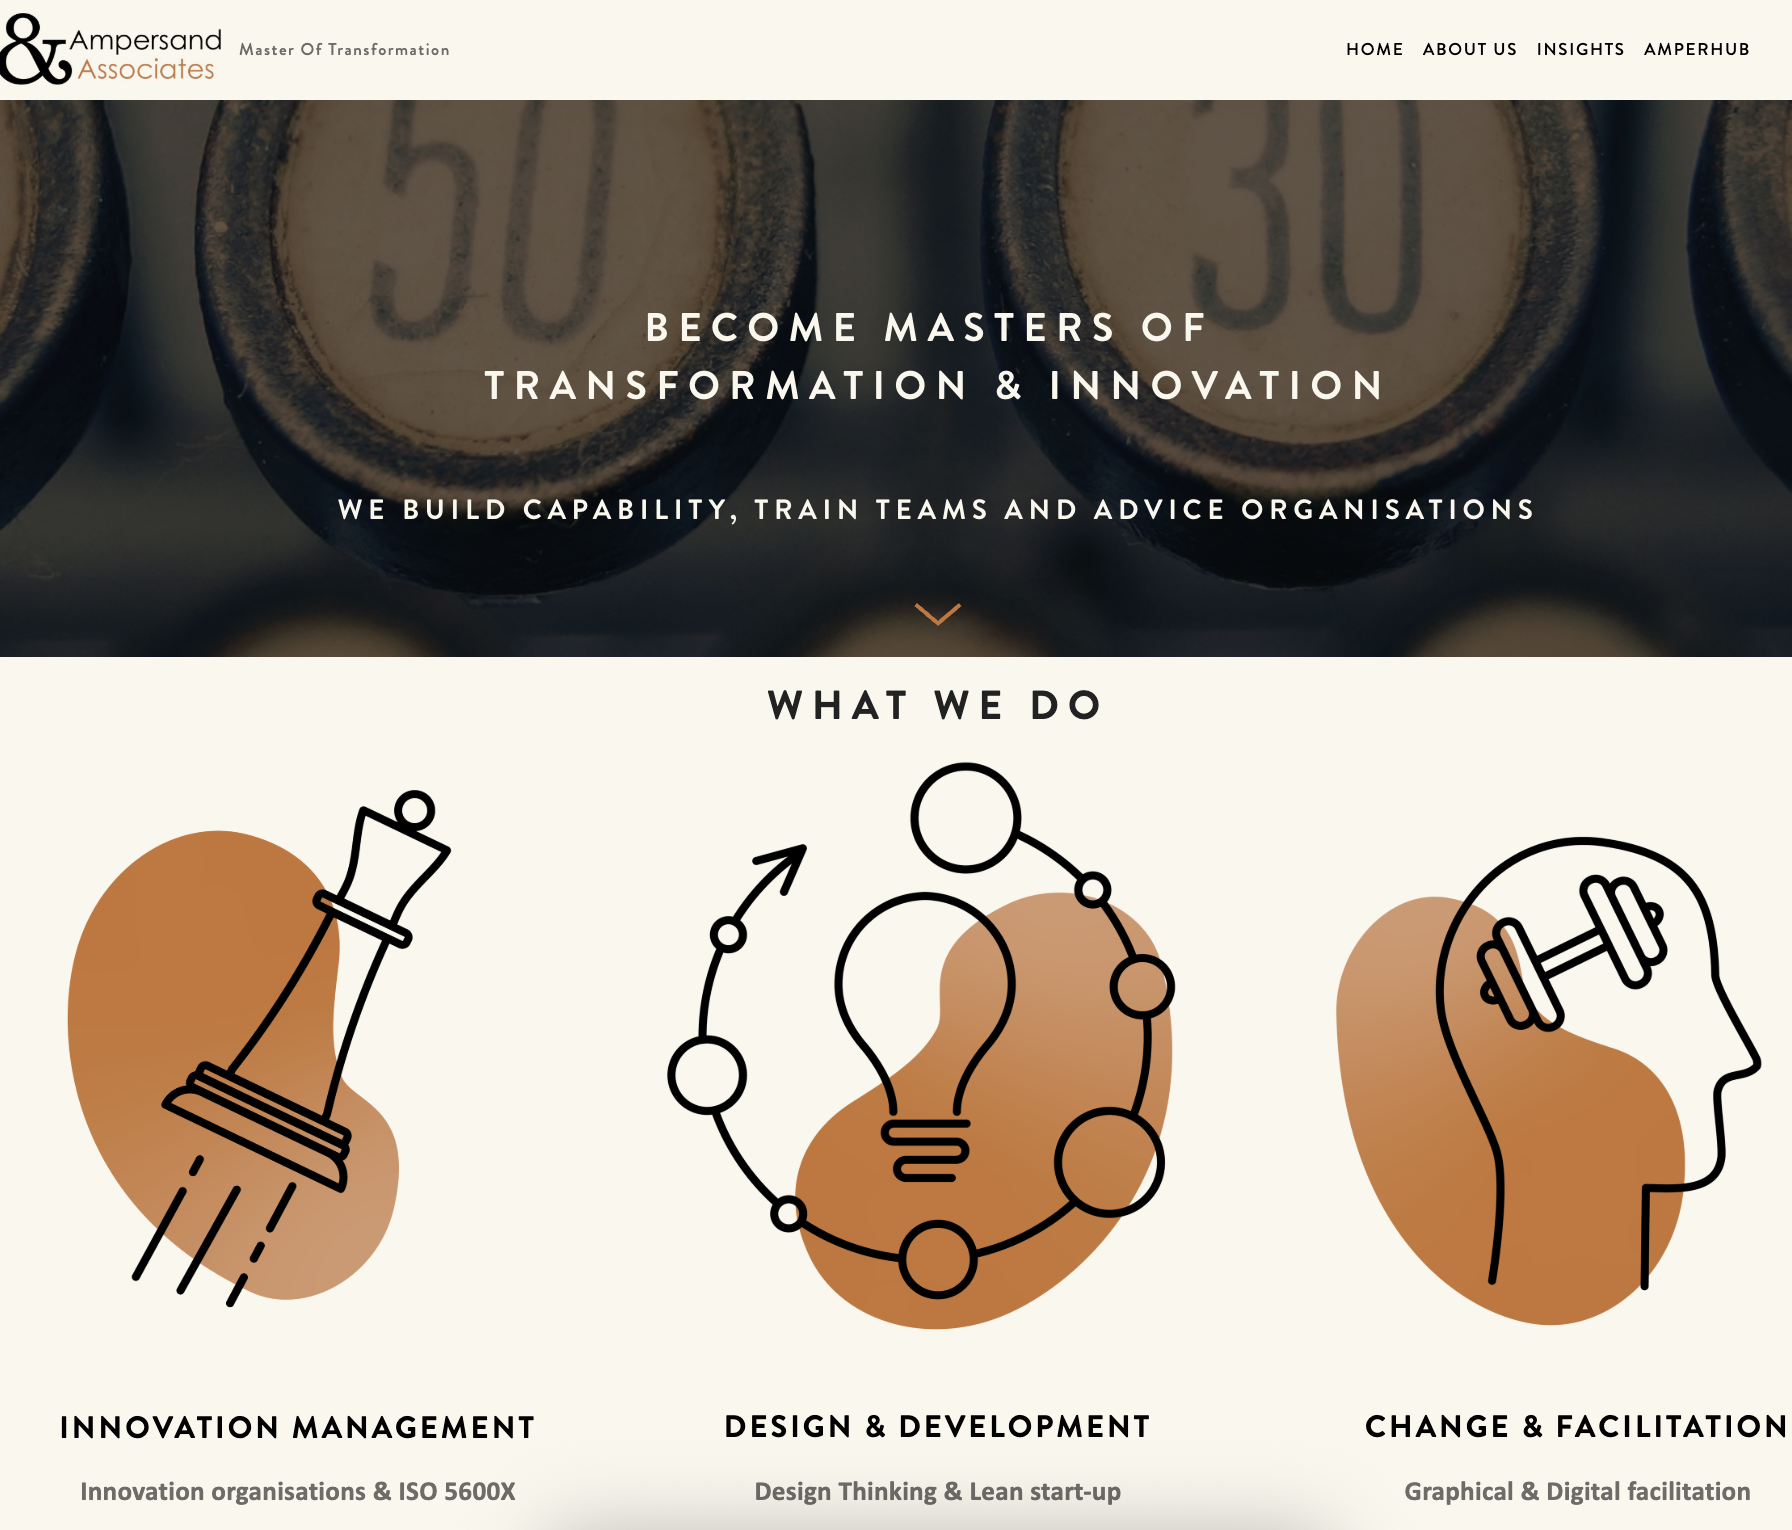 & Ampersand
Associates
Master Of Transformation
HOME ABOUT US INSIGHTS AMPERHUB
50 30
BECOME MASTERS OF
TRANSFORMATION & INNOVATION
WE BUILD CAPABILITY, TRAIN TEAMS AND ADVICE ORGANISATIONS
WHAT WE DO
INNOVATION MANAGEMENT
Innovation organisations & ISO 5600X
DESIGN & DEVELOPMENT
Design Thinking & Lean start-up
CHANGE & FACILITATION
Graphical & Digital facilitation